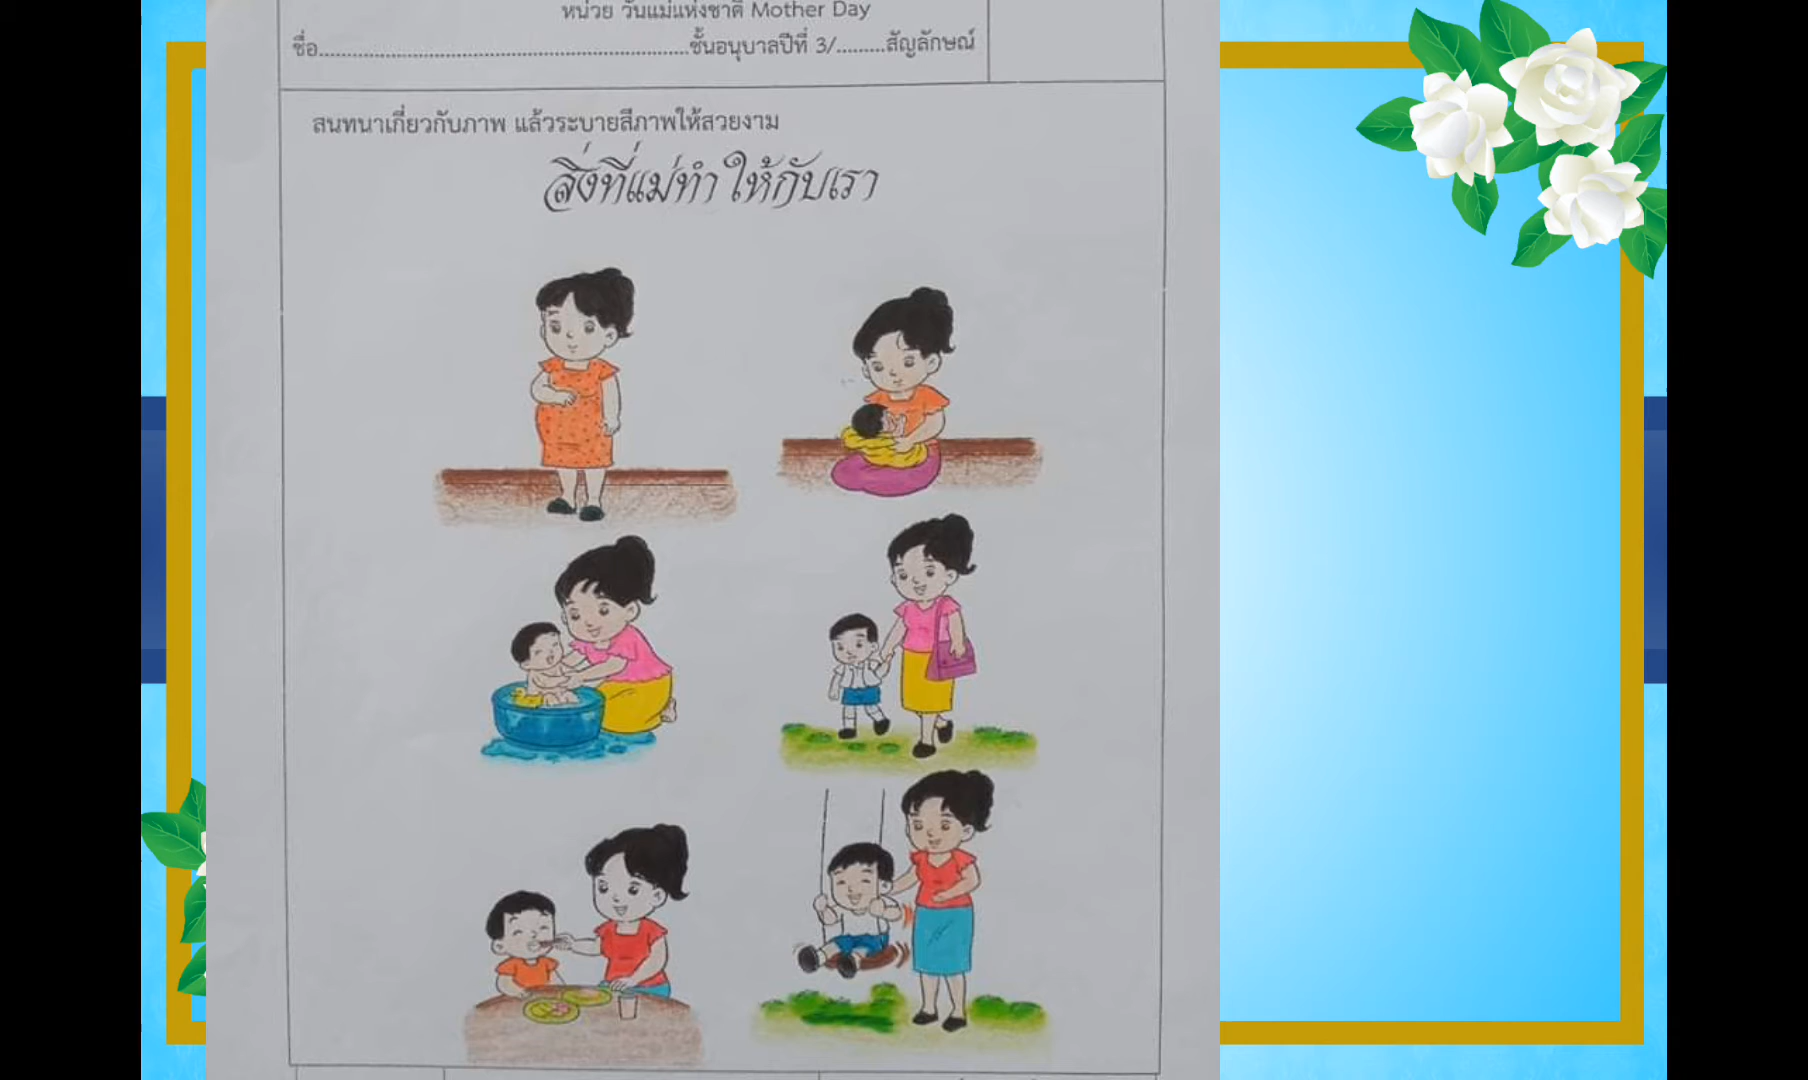 หน่วย วันแม่แห่งชาติ Mother Day
ชื่อ......................................................................ชั้นอนุบาลปีที่ 3/.........สัญลักษณ์
สนทนาเกี่ยวกับภาพ แล้วระบายสีภาพให้สวยงาม
สิ่งที่แม่ทำ ให้กับเรา